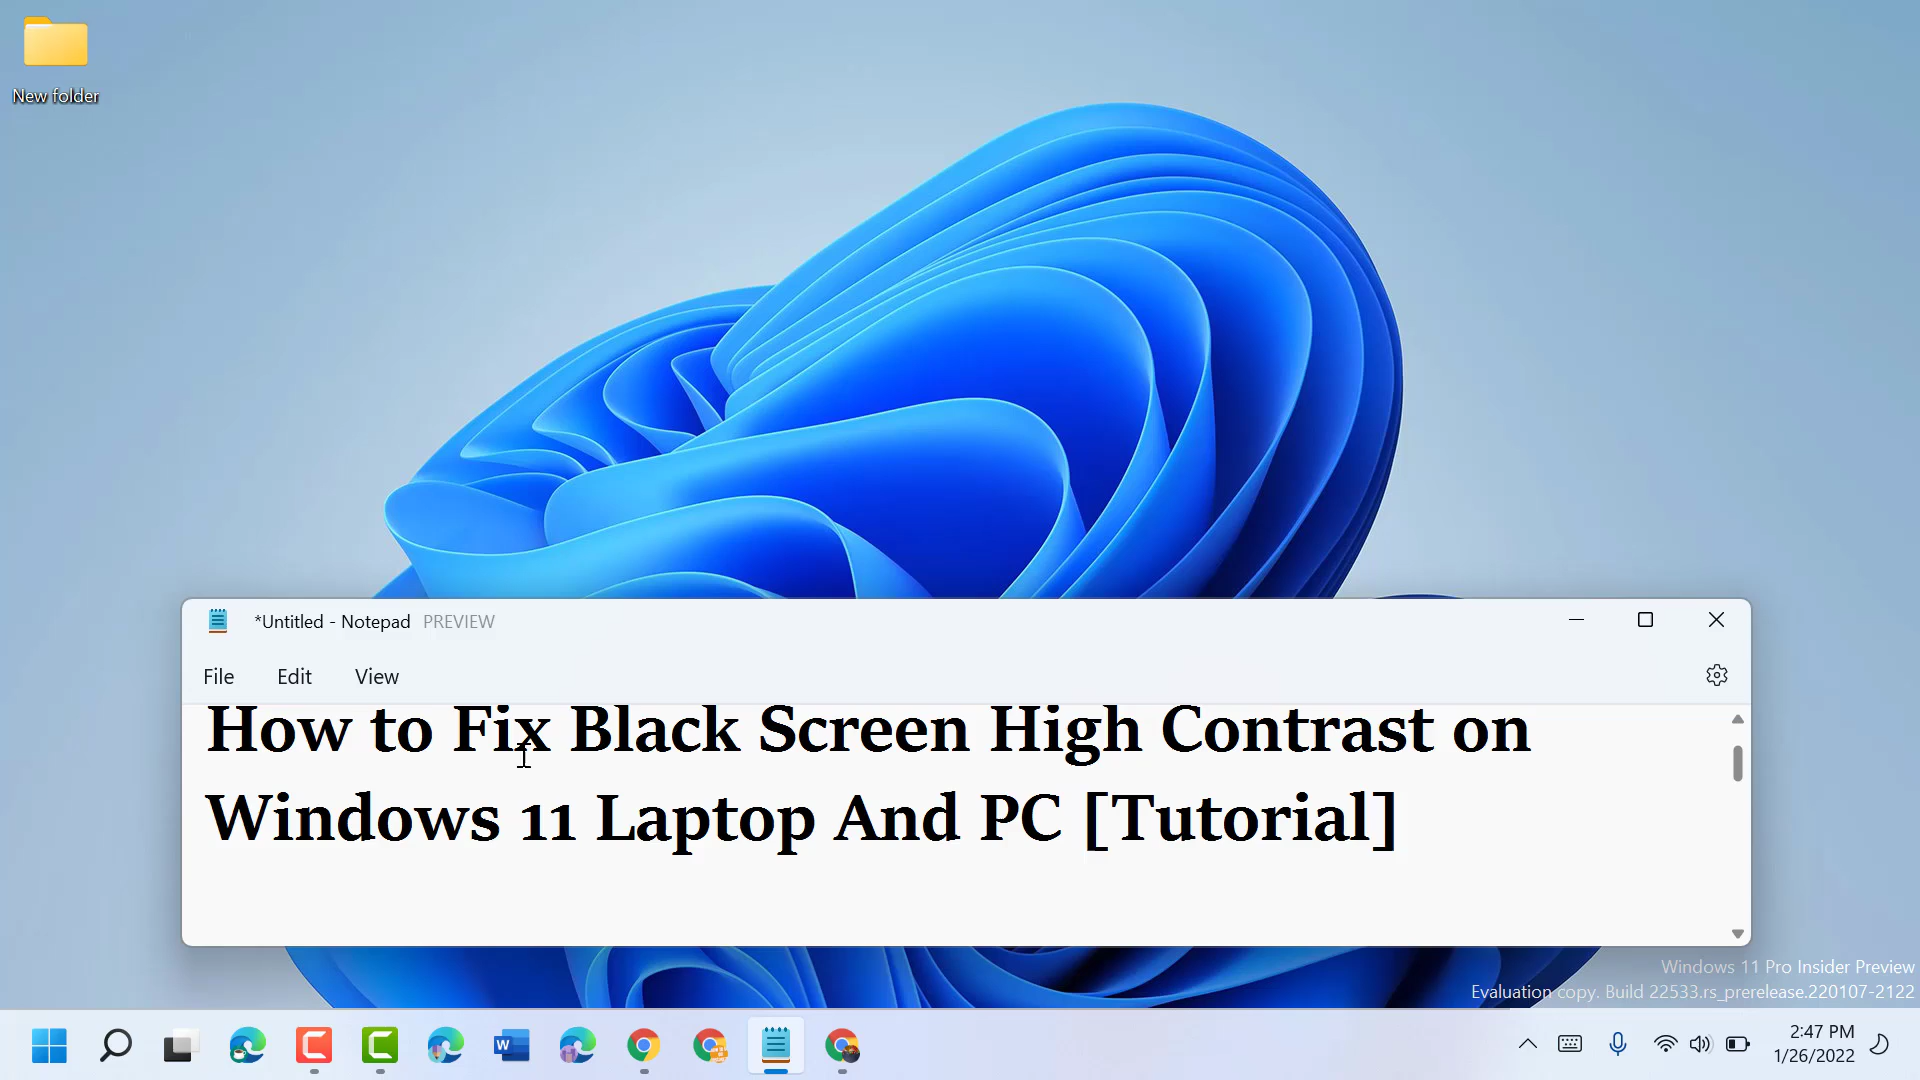 New folder
*Untitled - Notepad PREVIEW
File Edit View
How to Fix Black Screen High Contrast on
Windows 11 Laptop And PC [Tutorial]
Windows 11 Pro Insider Preview
Evaluation copy. Build 22533.rs_prerelease.220107-2122
W
2:47 PM
1/26/2022